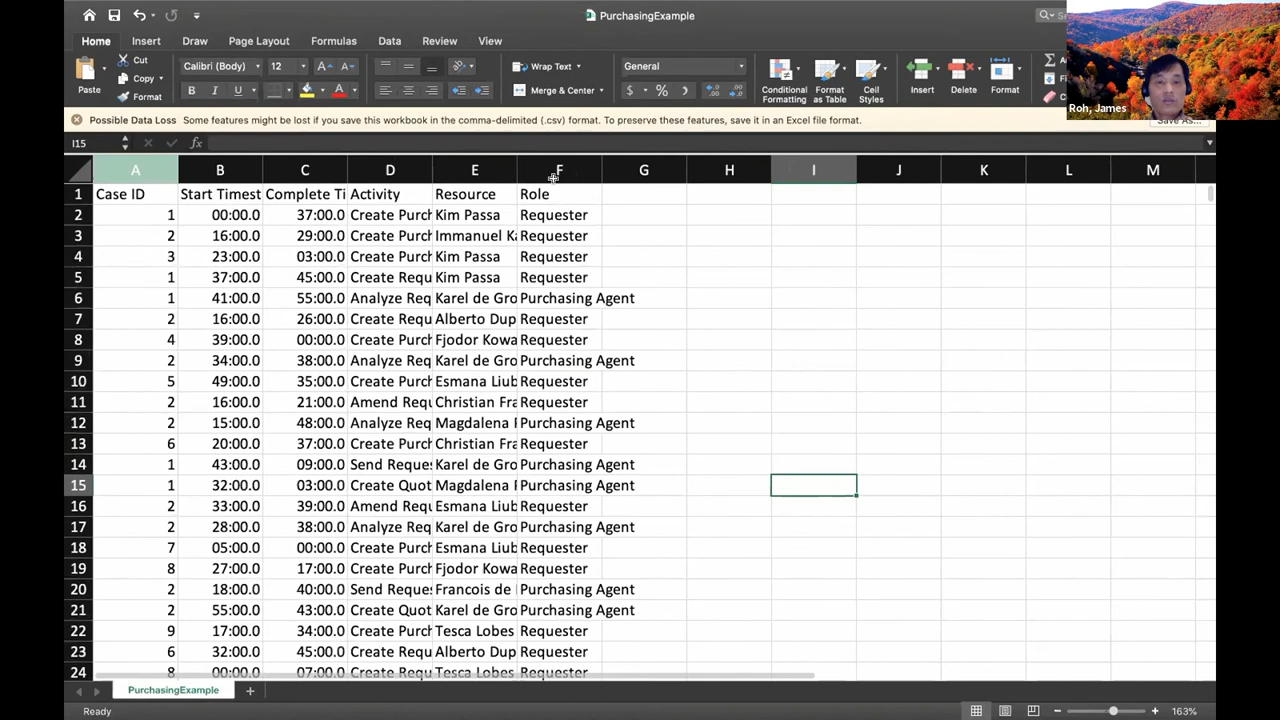 PurchasingExample
Home Insert Draw Page Layout Formulas Data Review View
Paste Cut Copy Format
Calibri (Body) 12 A A
B I U A
Wrap Text
Merge & Center
General
$ % 
Conditional Formatting
Format as Table
Cell Styles
Insert Delete Format
Roh, James
Possible Data Loss Some features might be lost if you save this workbook in the comma-delimited (.csv) format. To preserve these features, save it in an Excel file format. Save As...
I15 fx
A B C D E F G H I J K L M
1 Case ID Start Timest Complete Ti Activity Resource Role
2 1 00:00.0 37:00.0 Create Purch Kim Passa Requester
3 2 16:00.0 29:00.0 Create Purch Immanuel Ka Requester
4 3 23:00.0 03:00.0 Create Purch Kim Passa Requester
5 1 37:00.0 45:00.0 Create Requ Kim Passa Requester
6 1 41:00.0 55:00.0 Analyze Req Karel de Gro Purchasing Agent
7 2 16:00.0 26:00.0 Create Requ Alberto Dup Requester
8 4 39:00.0 00:00.0 Create Purch Fjodor Kowa Requester
9 2 34:00.0 38:00.0 Analyze Req Karel de Gro Purchasing Agent
10 5 49:00.0 35:00.0 Create Purch Esmana Liub Requester
11 2 16:00.0 21:00.0 Amend Requ Christian Fra Requester
12 2 15:00.0 48:00.0 Analyze Req Magdalena Purchasing Agent
13 6 20:00.0 37:00.0 Create Purch Christian Fra Requester
14 1 43:00.0 09:00.0 Send Reques Karel de Gro Purchasing Agent
15 1 32:00.0 03:00.0 Create Quot Magdalena Purchasing Agent
16 2 33:00.0 39:00.0 Amend Requ Esmana Liub Requester
17 2 28:00.0 38:00.0 Analyze Req Karel de Gro Purchasing Agent
18 7 05:00.0 00:00.0 Create Purch Esmana Liub Requester
19 8 27:00.0 17:00.0 Create Purch Fjodor Kowa Requester
20 2 18:00.0 40:00.0 Send Reques Francois de Purchasing Agent
21 2 55:00.0 43:00.0 Create Quot Karel de Gro Purchasing Agent
22 9 17:00.0 34:00.0 Create Purch Tesca Lobes Requester
23 6 32:00.0 45:00.0 Create Requ Alberto Dup Requester
24 8 00:00.0 07:00.0 Create Requ Tesca Lobes Requester
PurchasingExample +
Ready 163%